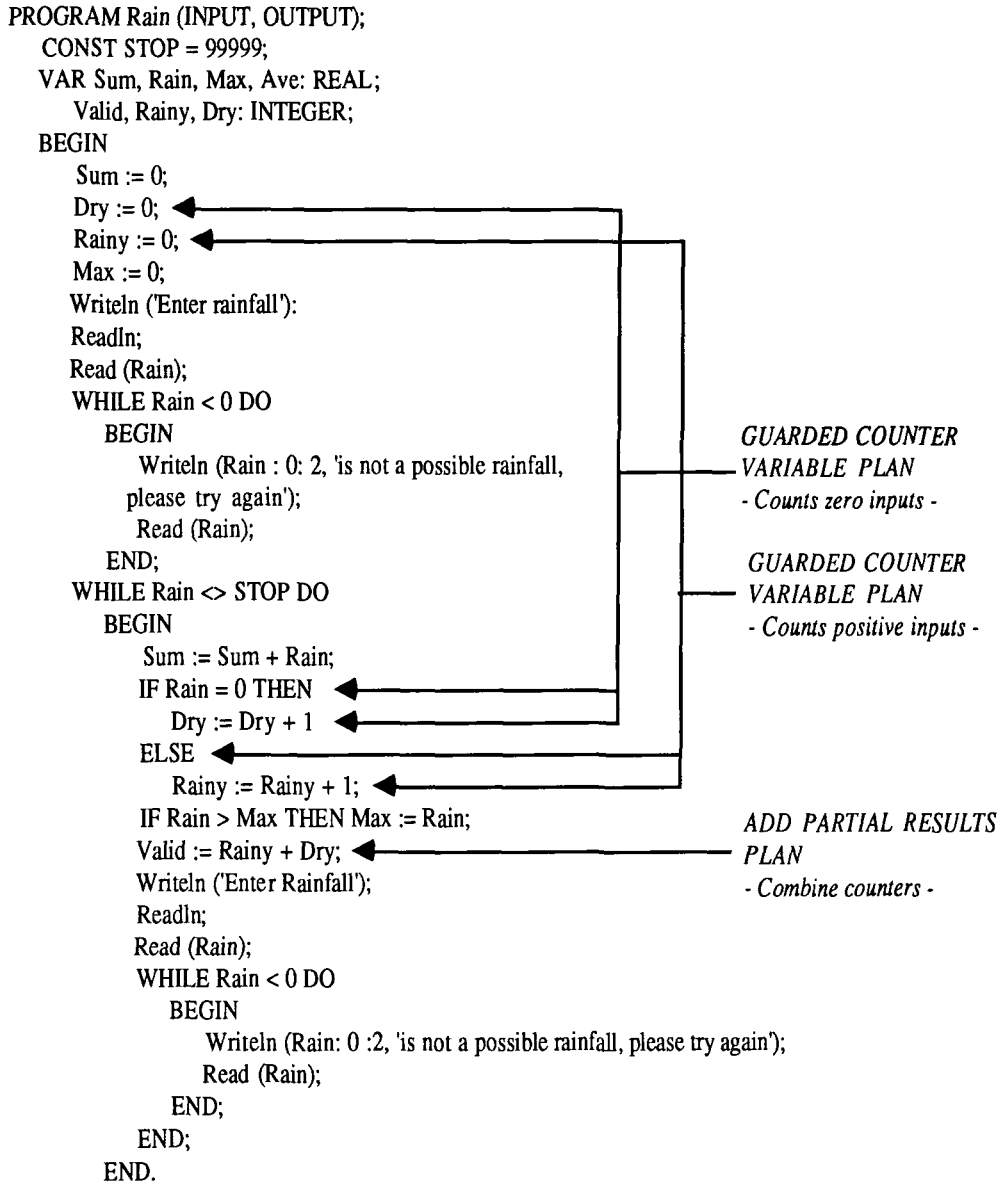 PROGRAM Rain (INPUT, OUTPUT);
CONST STOP = 99999;
VAR Sum, Rain, Max, Ave: REAL;
Valid, Rainy, Dry: INTEGER;
BEGIN
Sum := 0;
Dry := 0;
Rainy := 0;
Max := 0;
Writeln ('Enter rainfall'):
Readln;
Read (Rain);
WHILE Rain < 0 DO
BEGIN
Writeln (Rain : 0: 2, 'is not a possible rainfall,
please try again');
Read (Rain);
END;
WHILE Rain <> STOP DO
BEGIN
Sum := Sum + Rain;
IF Rain = 0 THEN
Dry := Dry + 1
ELSE
Rainy := Rainy + 1;
IF Rain > Max THEN Max := Rain;
Valid := Rainy + Dry;
Writeln ('Enter Rainfall');
Readln;
Read (Rain);
WHILE Rain < 0 DO
BEGIN
Writeln (Rain: 0 :2, 'is not a possible rainfall, please try again');
Read (Rain);
END;
END;
END.
GUARDED COUNTER
VARIABLE PLAN
- Counts zero inputs -
GUARDED COUNTER
VARIABLE PLAN
- Counts positive inputs -
ADD PARTIAL RESULTS
PLAN
- Combine counters -